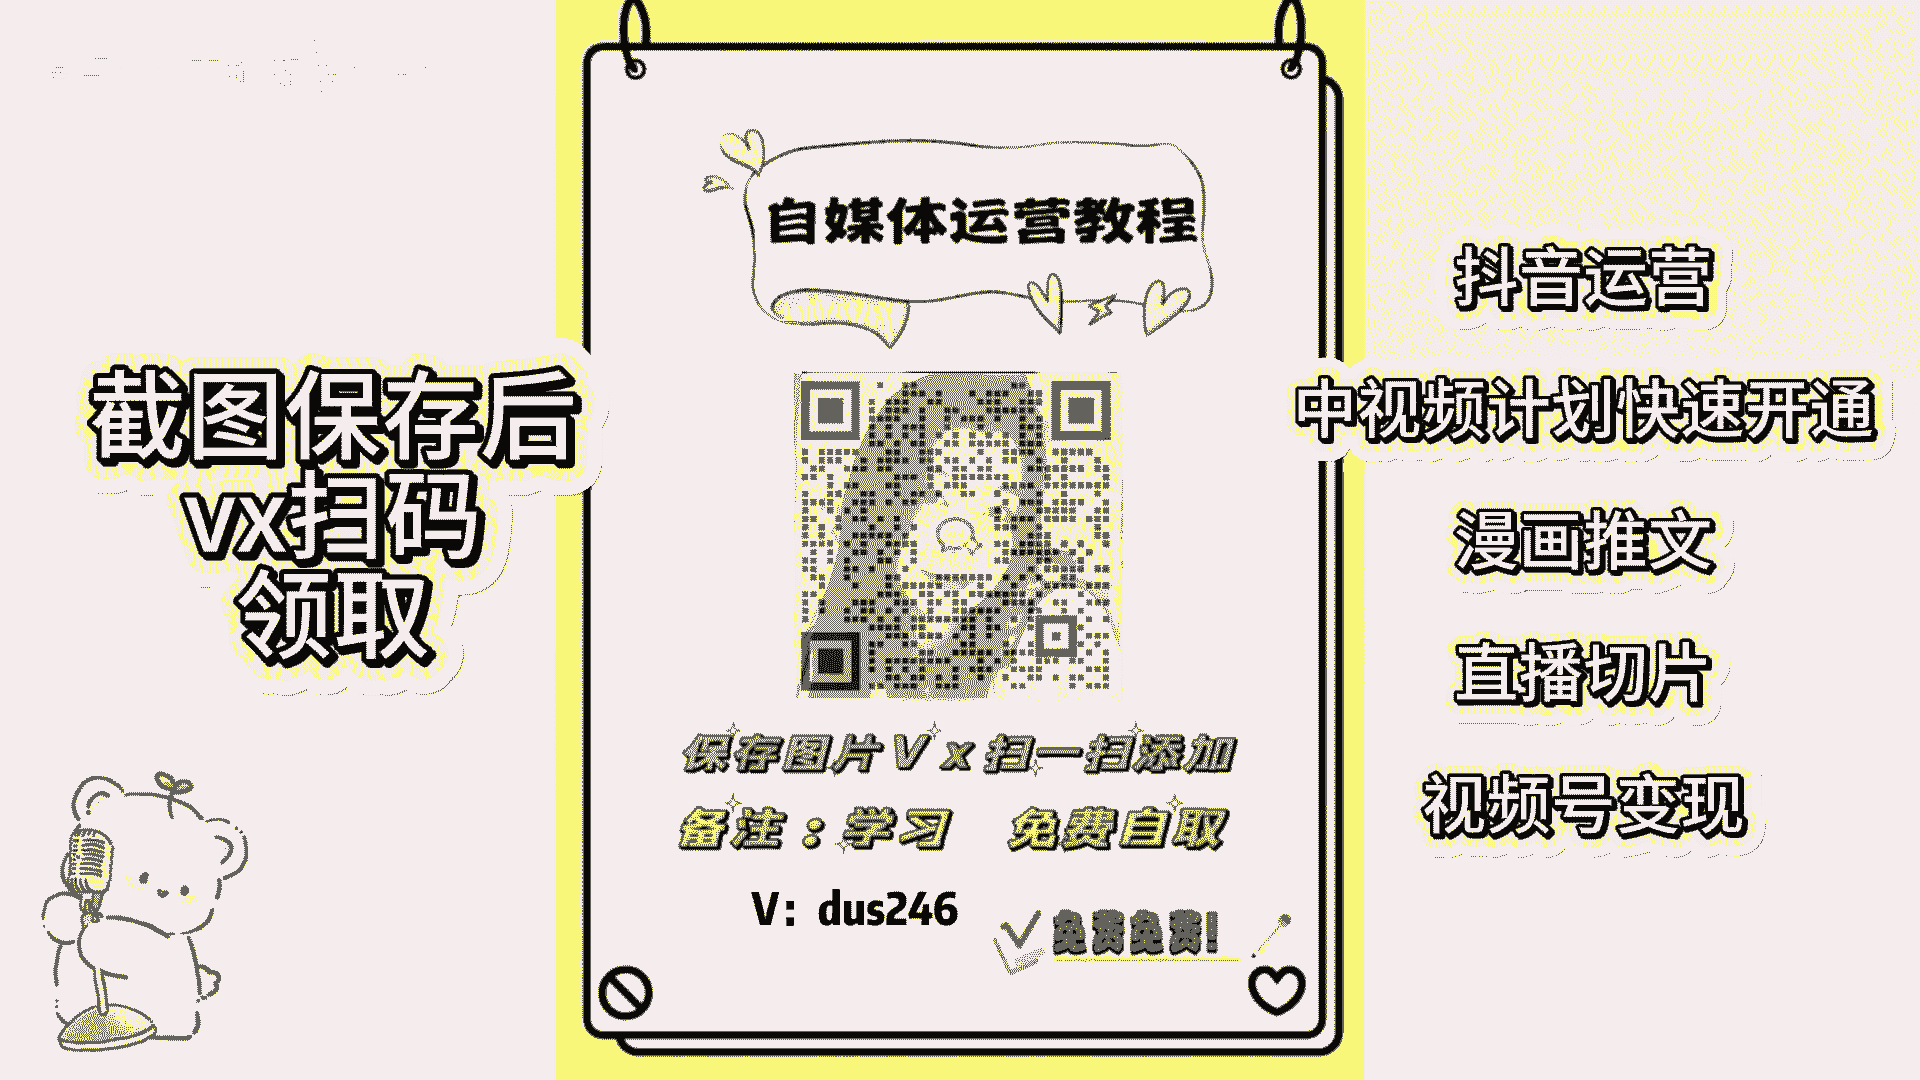 截图保存后
vx扫码
领取
自媒体运营教程
保存图片Vx扫一扫添加
备注：学习 免费自取
V：dus246
免费免费!
抖音运营
中视频计划快速开通
漫画推文
直播切片
视频号变现